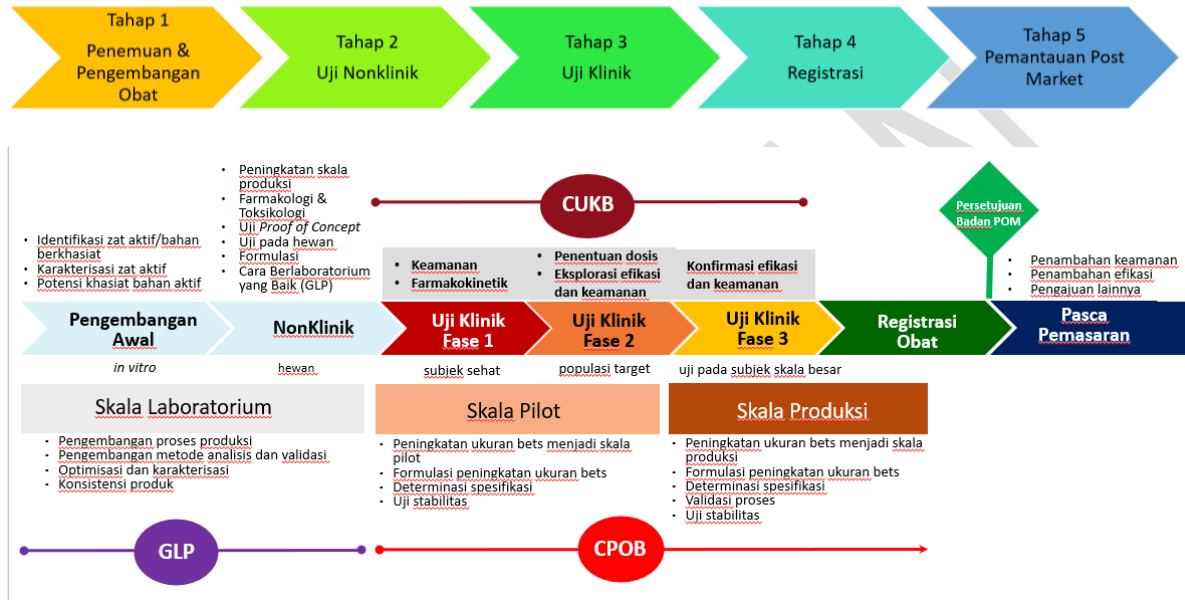 Tahap 1
Penemuan &
Pengembangan
Obat
Tahap 2
Uji Nonklinik
Tahap 3
Uji Klinik
Tahap 4
Registrasi
Tahap 5
Pemantauan Post
Market
• Identifikasi zat aktif/bahan
berkhasiat
• Karakterisasi zat aktif
• Potensi khasiat bahan aktif
• Peningkatan skala
produksi
• Farmakologi &
Toksikologi
• Uji Proof of Concept
• Uji pada hewan
• Formulasi
• Cara Berlaboratorium
yang Baik (GLP)
CUKB
• Keamanan
• Farmakokinetik
• Penentuan dosis
• Eksplorasi efikasi
dan keamanan
Konfirmasi efikasi
dan keamanan
Persetujuan
Badan POM
• Penambahan keamanan
• Penambahan efikasi
• Pengajuan lainnya
Pengembangan
Awal
NonKlinik
Uji Klinik
Fase 1
Uji Klinik
Fase 2
Uji Klinik
Fase 3
Registrasi
Obat
Pasca
Pemasaran
in vitro
hewan
subjek sehat
populasi target
uji pada subjek skala besar
Skala Laboratorium
Skala Pilot
Skala Produksi
• Pengembangan proses produksi
• Pengembangan metode analisis dan validasi
• Optimisasi dan karakterisasi
• Konsistensi produk
• Peningkatan ukuran bets menjadi skala
pilot
• Formulasi peningkatan ukuran bets
• Determinasi spesifikasi
• Uji stabilitas
• Peningkatan ukuran bets menjadi skala
produksi
• Formulasi peningkatan ukuran bets
• Determinasi spesifikasi
• Validasi proses
• Uji stabilitas
GLP
CPOB